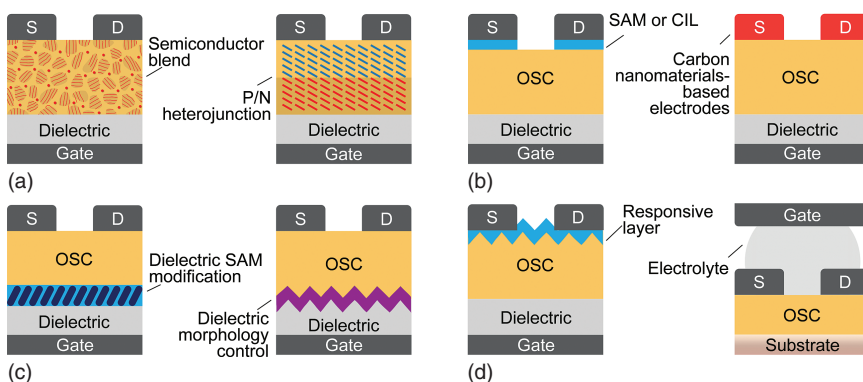 S D
Semiconductor
blend
Dielectric
Gate
(a)
S D
P/N
heterojunction
Dielectric
Gate
S D
SAM or CIL
OSC
Dielectric
Gate
(b)
S D
Carbon
nanomaterials-
based
electrodes
OSC
Dielectric
Gate
S D
OSC
Dielectric SAM
modification
Dielectric
Gate
(c)
S D
OSC
Dielectric
morphology
control
Dielectric
Gate
S D
Responsive
layer
OSC
Dielectric
Gate
(d)
Gate
Electrolyte
S D
OSC
Substrate